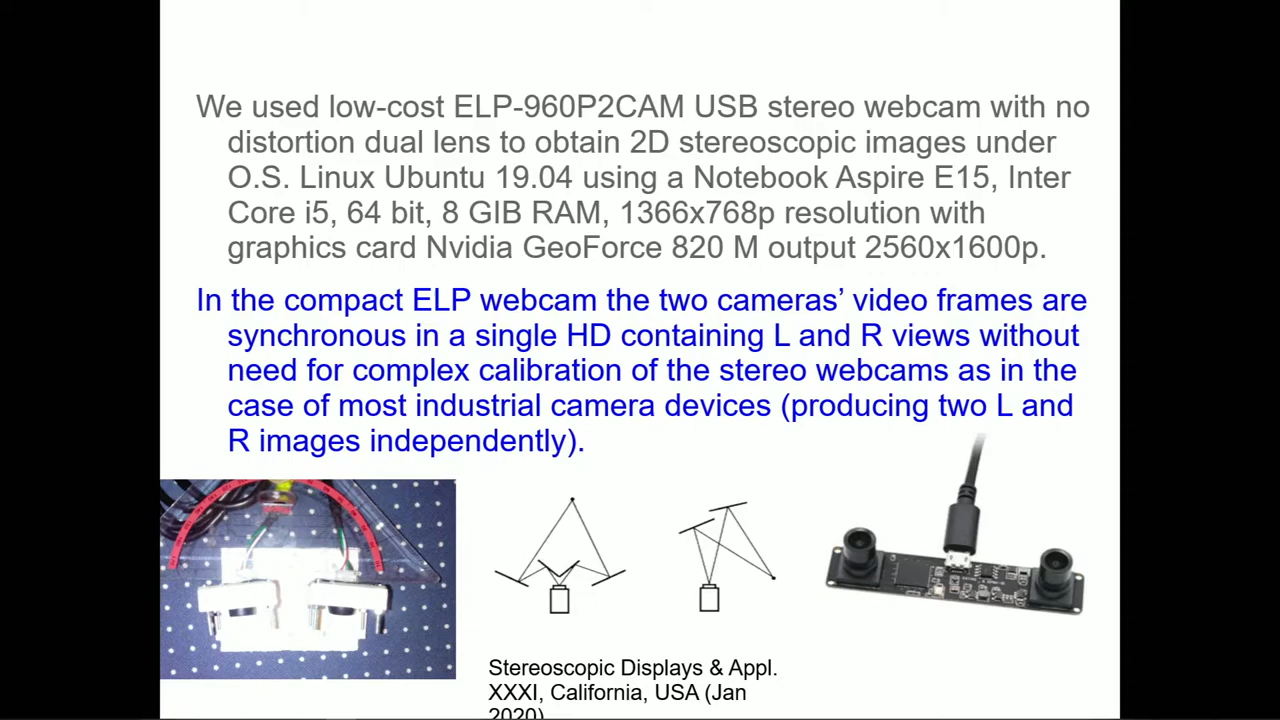 We used low-cost ELP-960P2CAM USB stereo webcam with no
distortion dual lens to obtain 2D stereoscopic images under
O.S. Linux Ubuntu 19.04 using a Notebook Aspire E15, Inter
Core i5, 64 bit, 8 GIB RAM, 1366x768p resolution with
graphics card Nvidia GeoForce 820 M output 2560x1600p.
In the compact ELP webcam the two cameras’ video frames are
synchronous in a single HD containing L and R views without
need for complex calibration of the stereo webcams as in the
case of most industrial camera devices (producing two L and
R images independently).
Stereoscopic Displays & Appl.
XXXI, California, USA (Jan
2020)